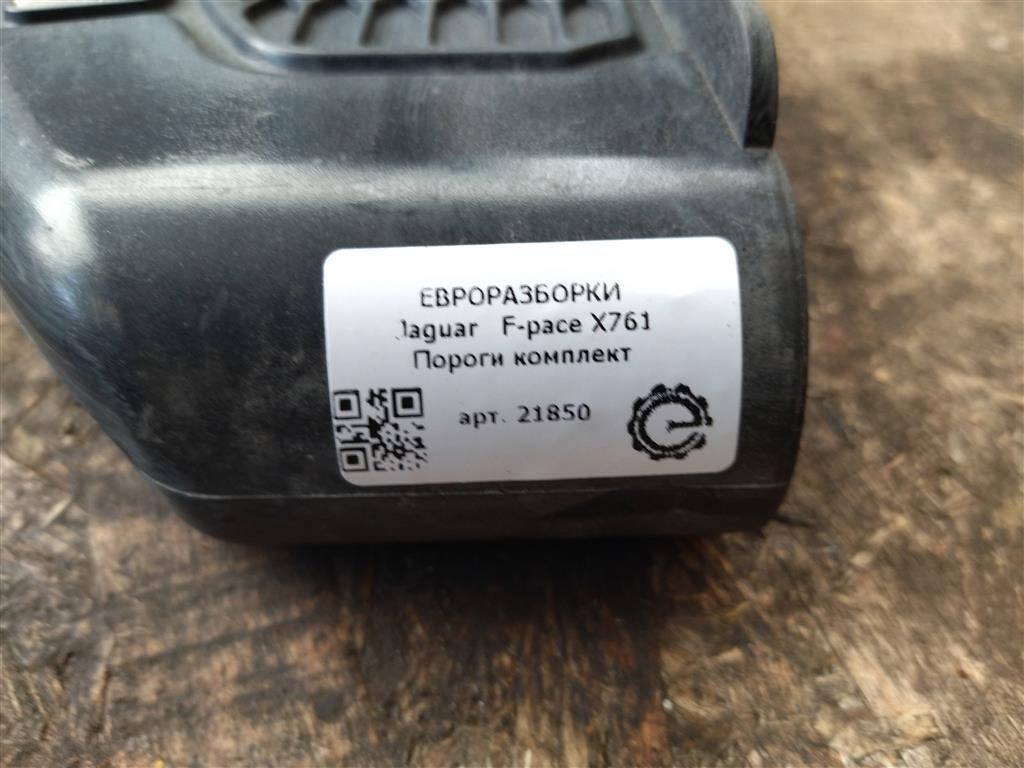 ЕВРОРАЗБОРКИ
Jaguar F-pace X761
Пороги комплект
арт. 21850